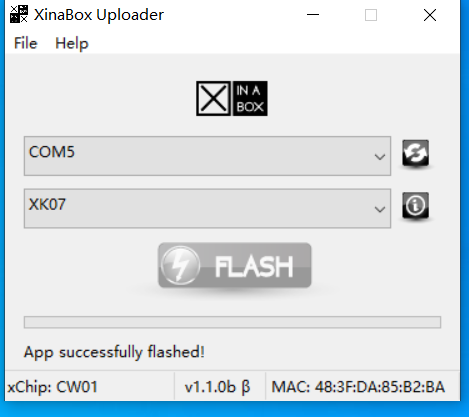 XinaBox Uploader
File Help
IN A
BOX
COM5
XK07
FLASH
App successfully flashed!
xChip: CW01 v1.1.0b β MAC: 48:3F:DA:85:B2:BA